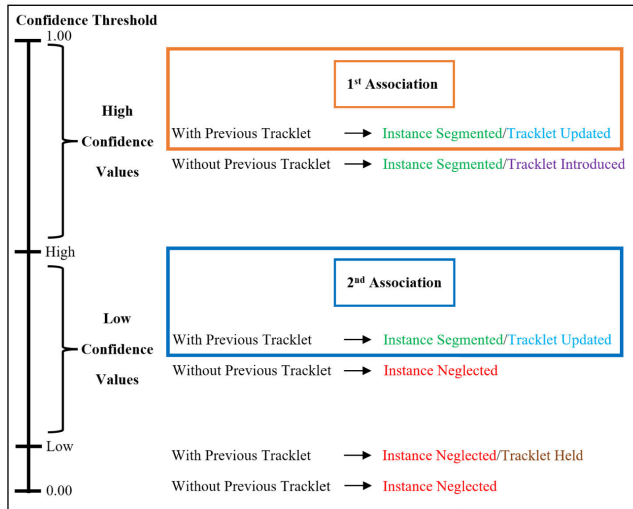 Confidence Threshold
1.00
1st Association
High
Confidence
Values
With Previous Tracklet → Instance Segmented/Tracklet Updated
Without Previous Tracklet → Instance Segmented/Tracklet Introduced
High
2nd Association
Low
Confidence
Values
With Previous Tracklet → Instance Segmented/Tracklet Updated
Without Previous Tracklet → Instance Neglected
Low
With Previous Tracklet → Instance Neglected/Tracklet Held
0.00
Without Previous Tracklet → Instance Neglected